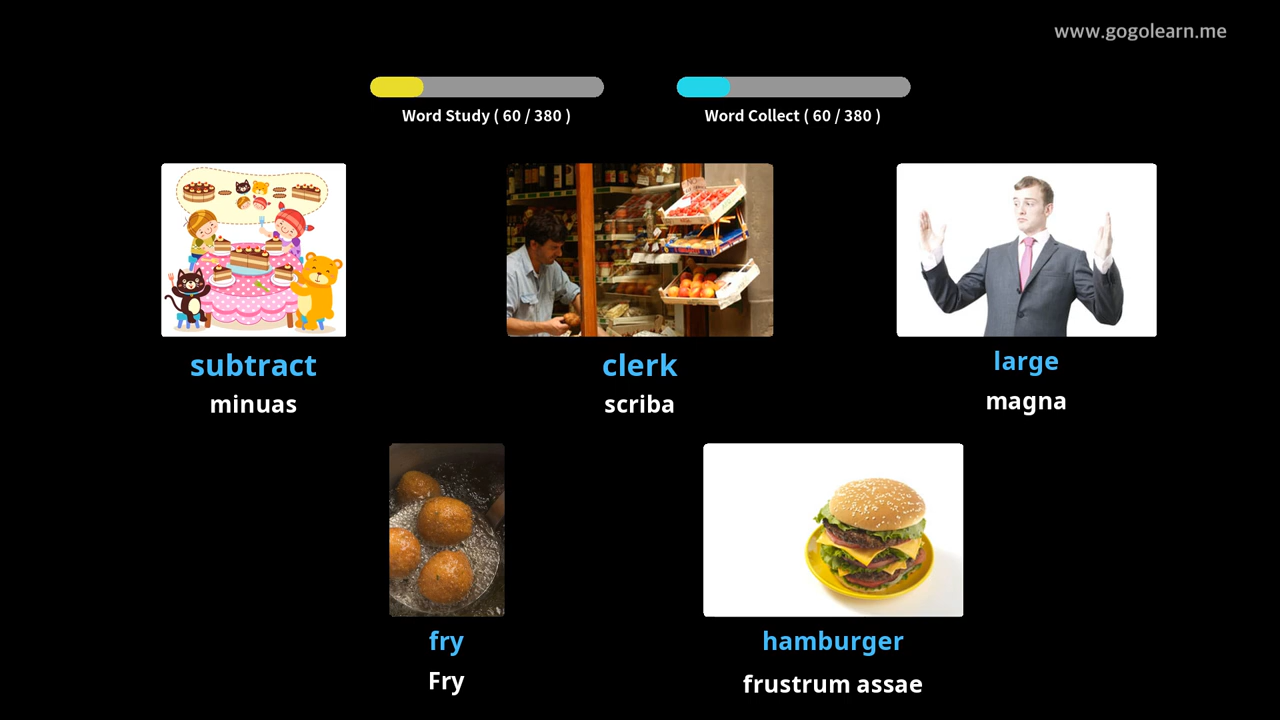 www.gogolearn.me
Word Study ( 60 / 380 )
Word Collect ( 60 / 380 )
subtract
minuas
clerk
scriba
large
magna
fry
Fry
hamburger
frustrum assae